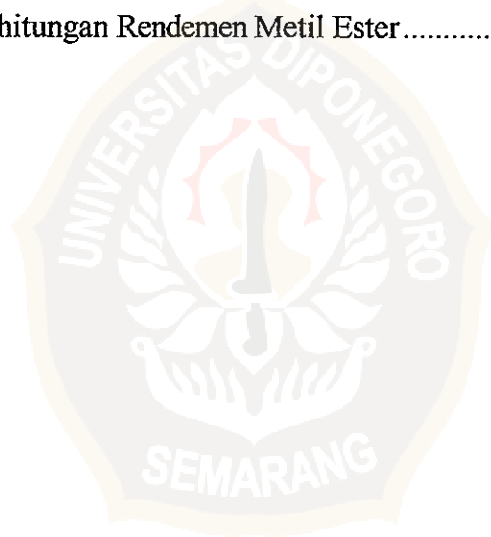 hitungan Rendemen Metil Ester...........
UNIVERSITAS DIPONEGORO
SEMARANG